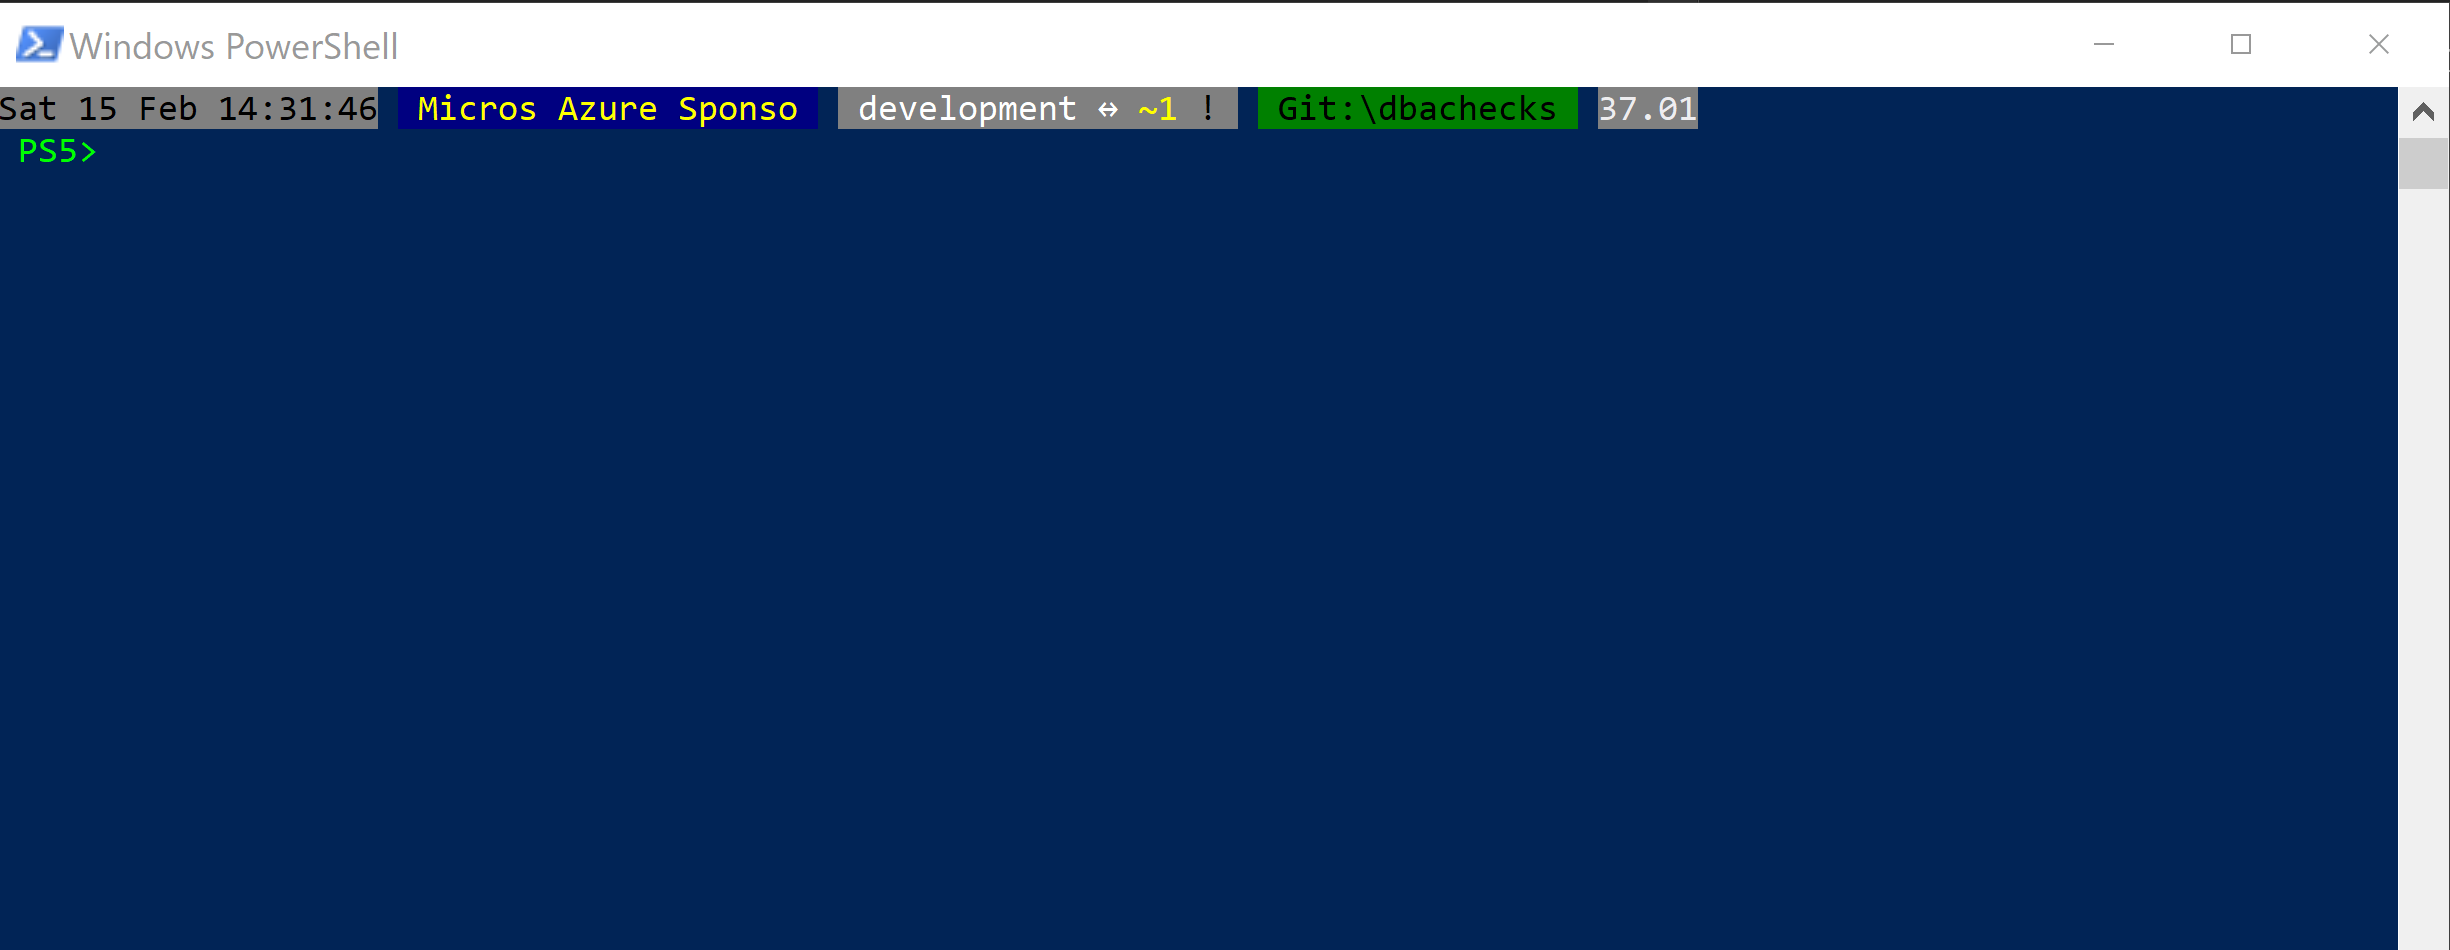 Windows PowerShell
Sat 15 Feb 14:31:46 Micros Azure Sponso development ↔ ~1 ! Git:\dbachecks 37.01
PS5>